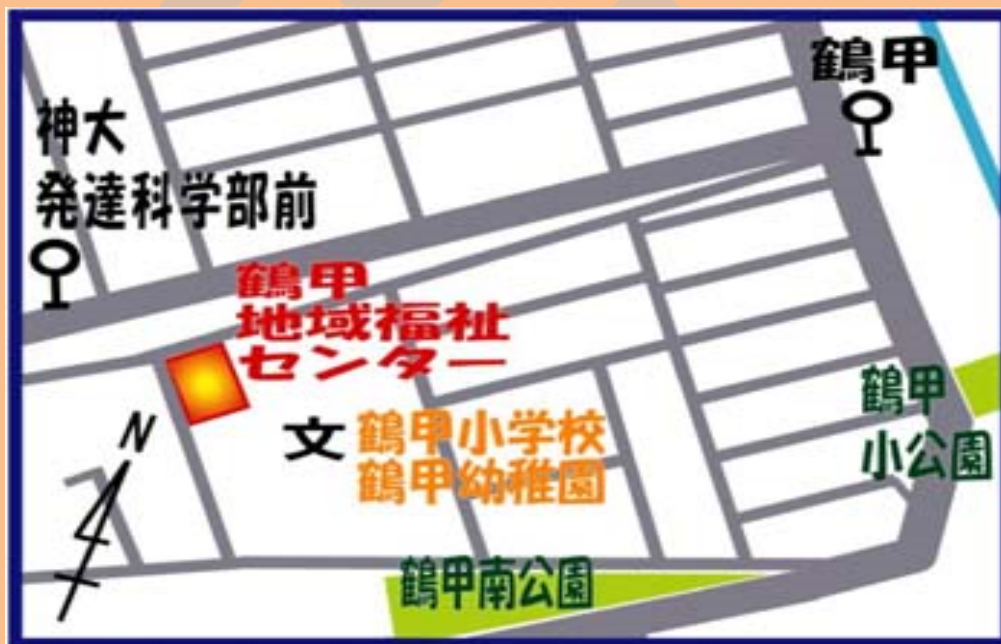 鶴甲
神大
発達科学部前
鶴甲
地域福祉
センター
鶴甲
小公園
文 鶴甲小学校
鶴甲幼稚園
N
鶴甲南公園